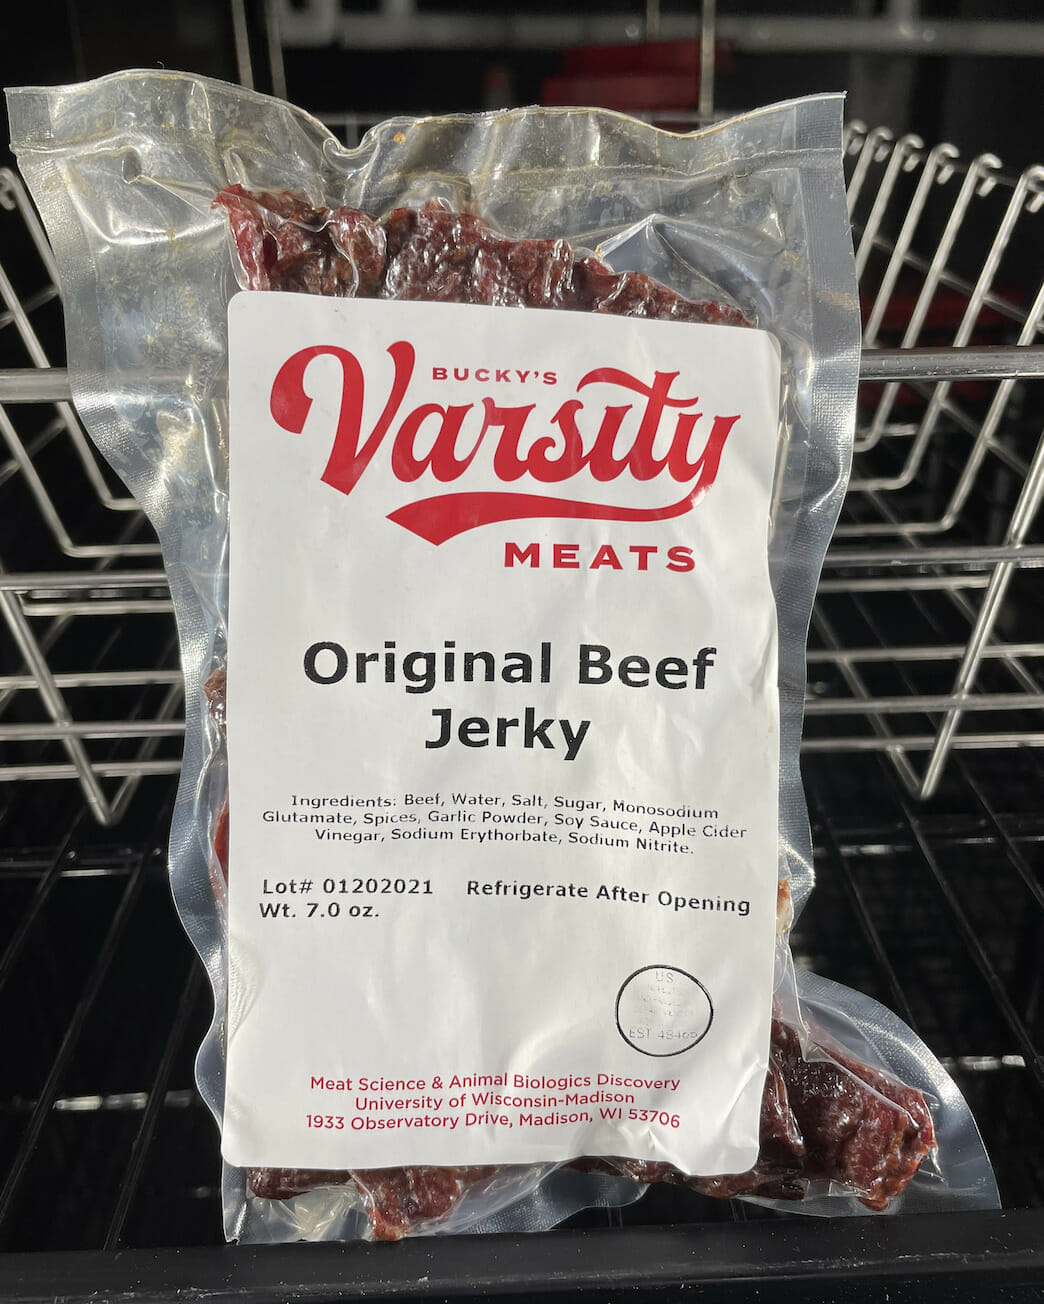 BUCKY'S
Varsity
MEATS
Original Beef
Jerky
Ingredients: Beef, Water, Salt, Sugar, Monosodium
Glutamate, Spices, Garlic Powder, Soy Sauce, Apple Cider
Vinegar, Sodium Erythorbate, Sodium Nitrite.
Lot# 01202021 Refrigerate After Opening
Wt. 7.0 oz.
US
EST
Meat Science & Animal Biologics Discovery
University of Wisconsin-Madison
1933 Observatory Drive, Madison, WI 53706